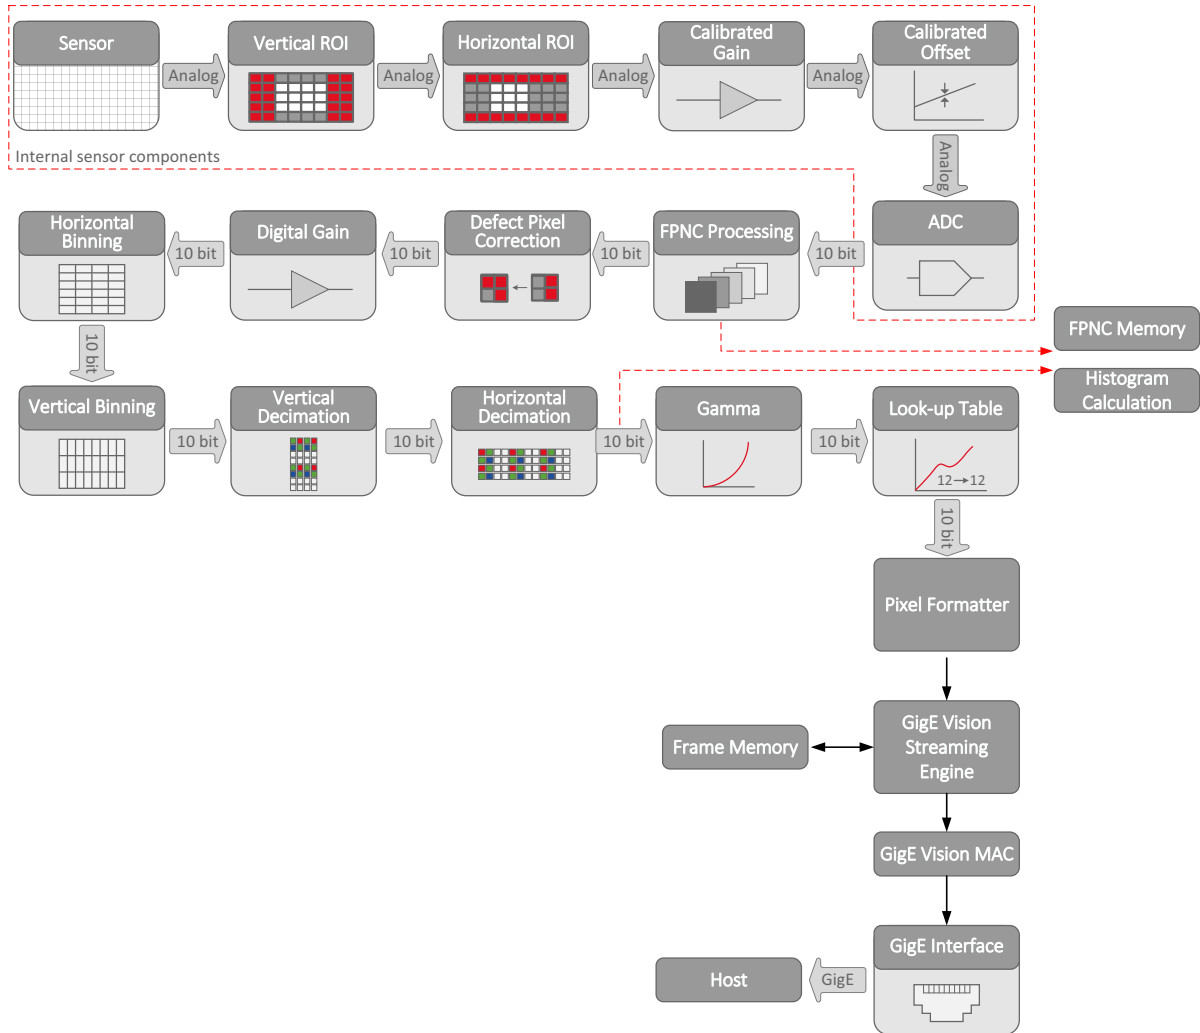 Sensor
Analog
Vertical ROI
Analog
Horizontal ROI
Analog
Calibrated
Gain
Analog
Calibrated
Offset
Internal sensor components
Analog
ADC
10 bit
FPNC Processing
10 bit
Defect Pixel
Correction
10 bit
Digital Gain
10 bit
Horizontal
Binning
FPNC Memory
Histogram
Calculation
10 bit
Vertical Binning
10 bit
Vertical
Decimation
10 bit
Horizontal
Decimation
10 bit
Gamma
10 bit
Look-up Table
12→12
10 bit
Pixel Formatter
Frame Memory
GigE Vision
Streaming
Engine
GigE Vision MAC
GigE Interface
GigE
Host